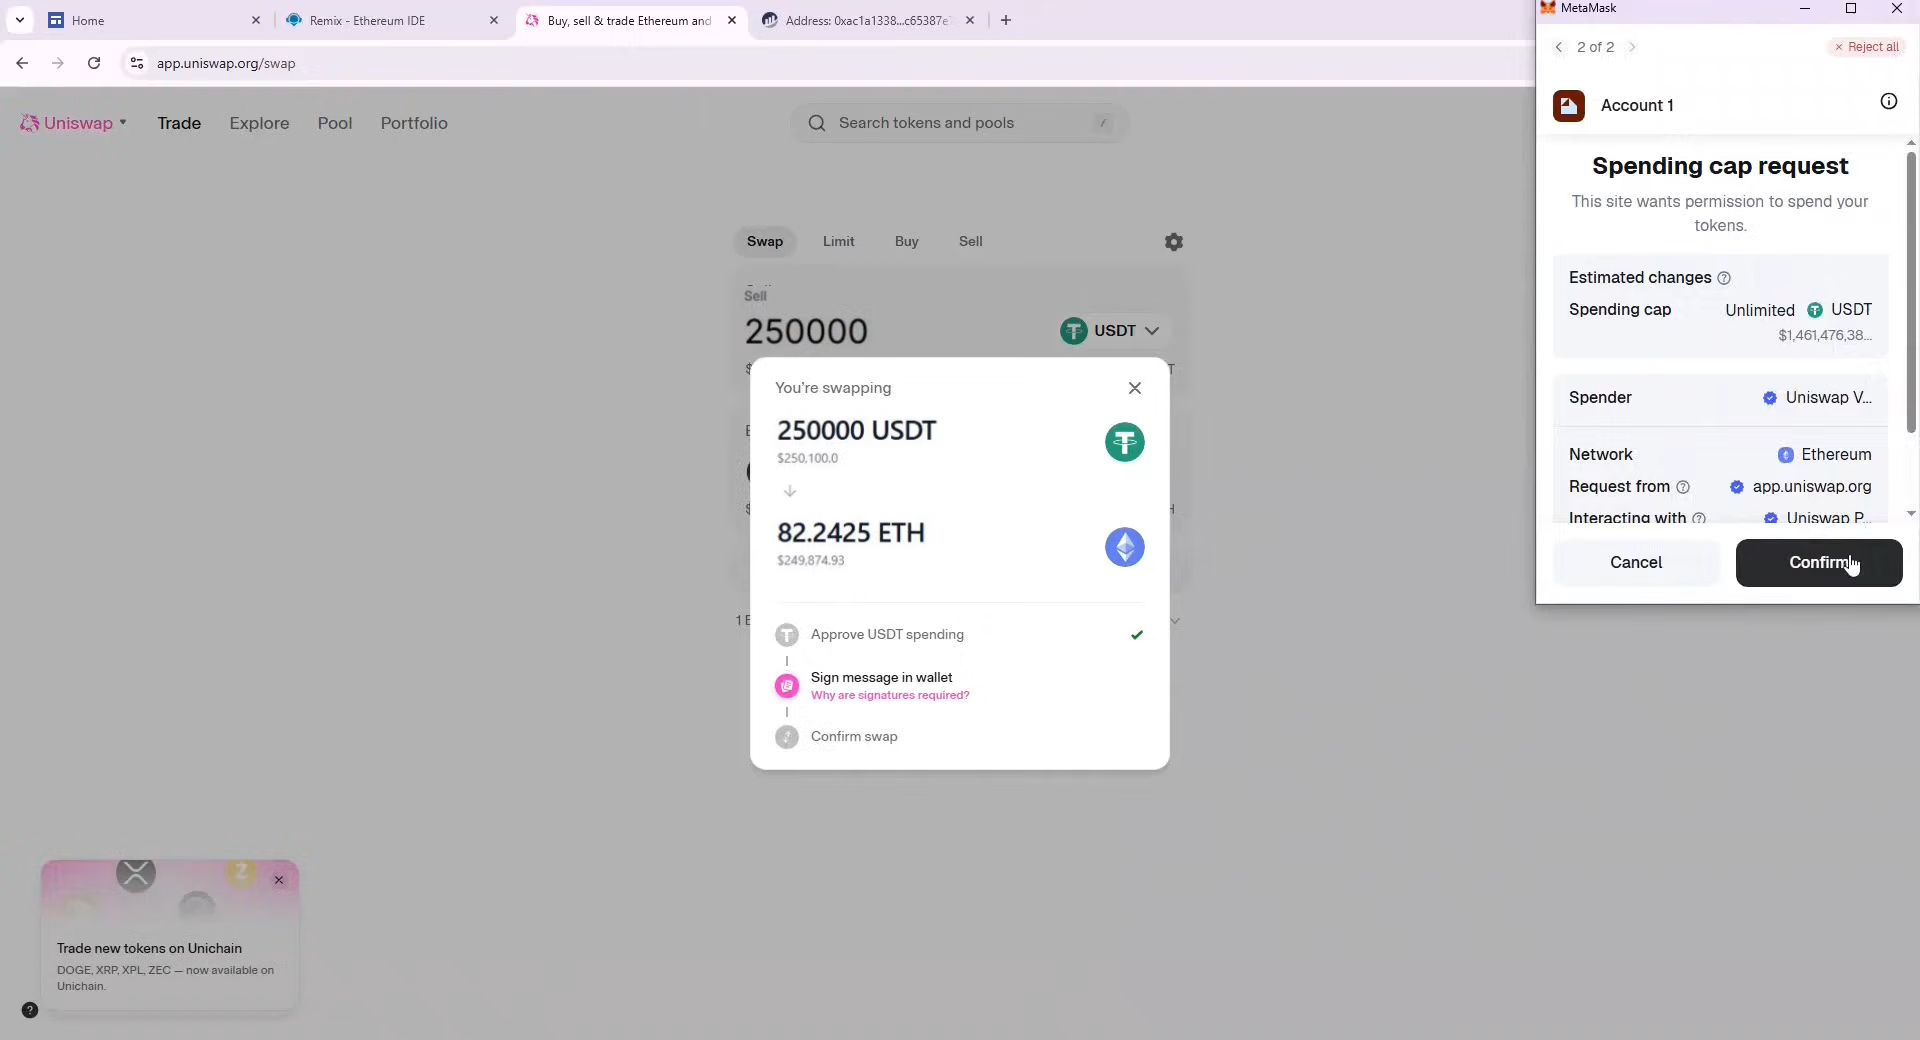 Home
Remix - Ethereum IDE
Buy, sell & trade Ethereum and
Address: 0xac1a1338...c65387e
app.uniswap.org/swap
Uniswap
Trade
Explore
Pool
Portfolio
Search tokens and pools
/
Swap
Limit
Buy
Sell
Sell
250000
USDT
You're swapping
250000 USDT
$250,100.0
82.2425 ETH
$249,874.93
Approve USDT spending
Sign message in wallet
Why are signatures required?
Confirm swap
Trade new tokens on Unichain
DOGE, XRP, XPL, ZEC — now available on
Unichain.
?
MetaMask
2 of 2
Reject all
Account 1
Spending cap request
This site wants permission to spend your
tokens.
Estimated changes ?
Spending cap Unlimited USDT
$1,461,476,38...
Spender Uniswap V...
Network Ethereum
Request from ? app.uniswap.org
Interacting with ? Uniswap P...
Cancel
Confirm